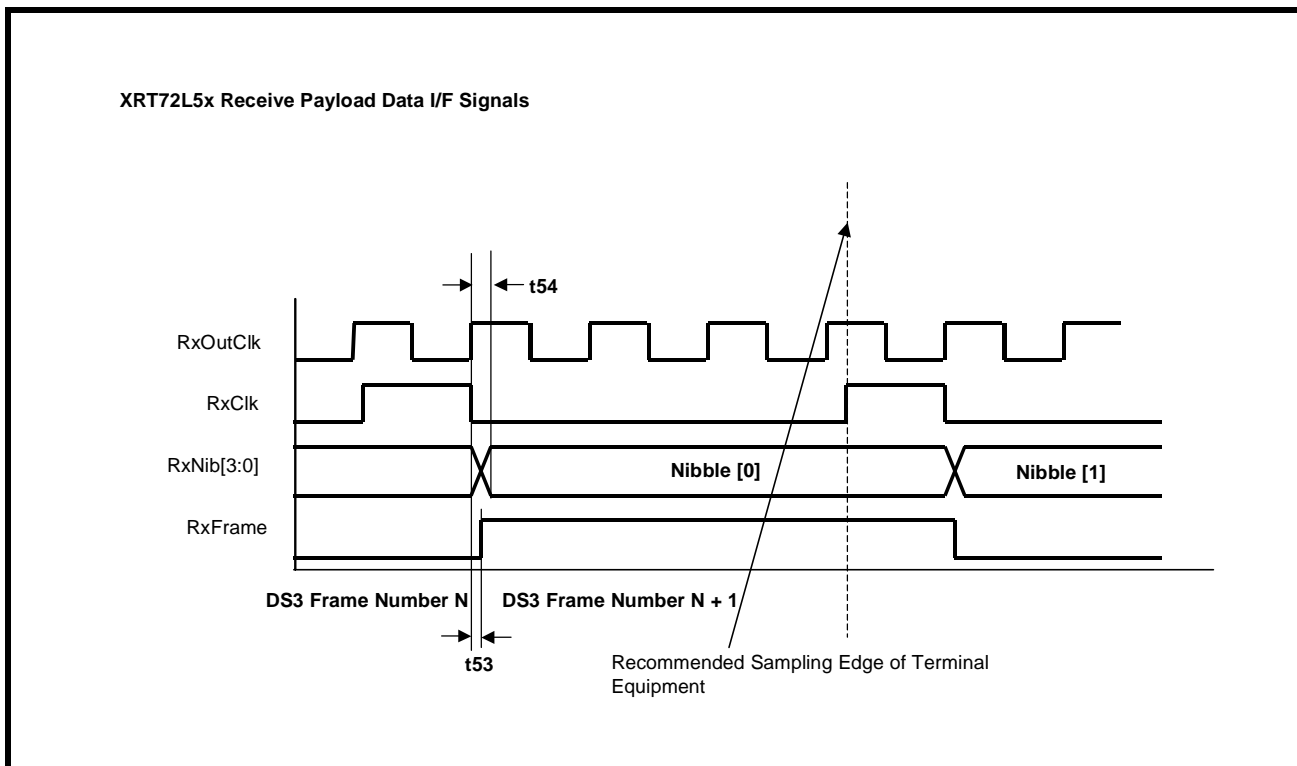 XRT72L5x Receive Payload Data I/F Signals
t54
RxOutClk
RxClk
RxNib[3:0]
Nibble [0]
Nibble [1]
RxFrame
DS3 Frame Number N
DS3 Frame Number N + 1
t53
Recommended Sampling Edge of Terminal
Equipment